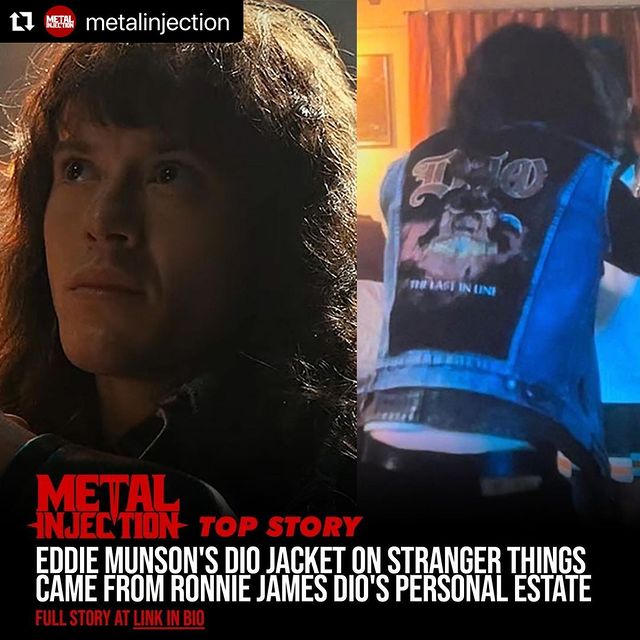 METAL INJECTION
metalinjection
DIO
THE LAST IN LINE
METAL
INJECTION
TOP STORY
EDDIE MUNSON'S DIO JACKET ON STRANGER THINGS
CAME FROM RONNIE JAMES DIO'S PERSONAL ESTATE
FULL STORY AT LINK IN BIO